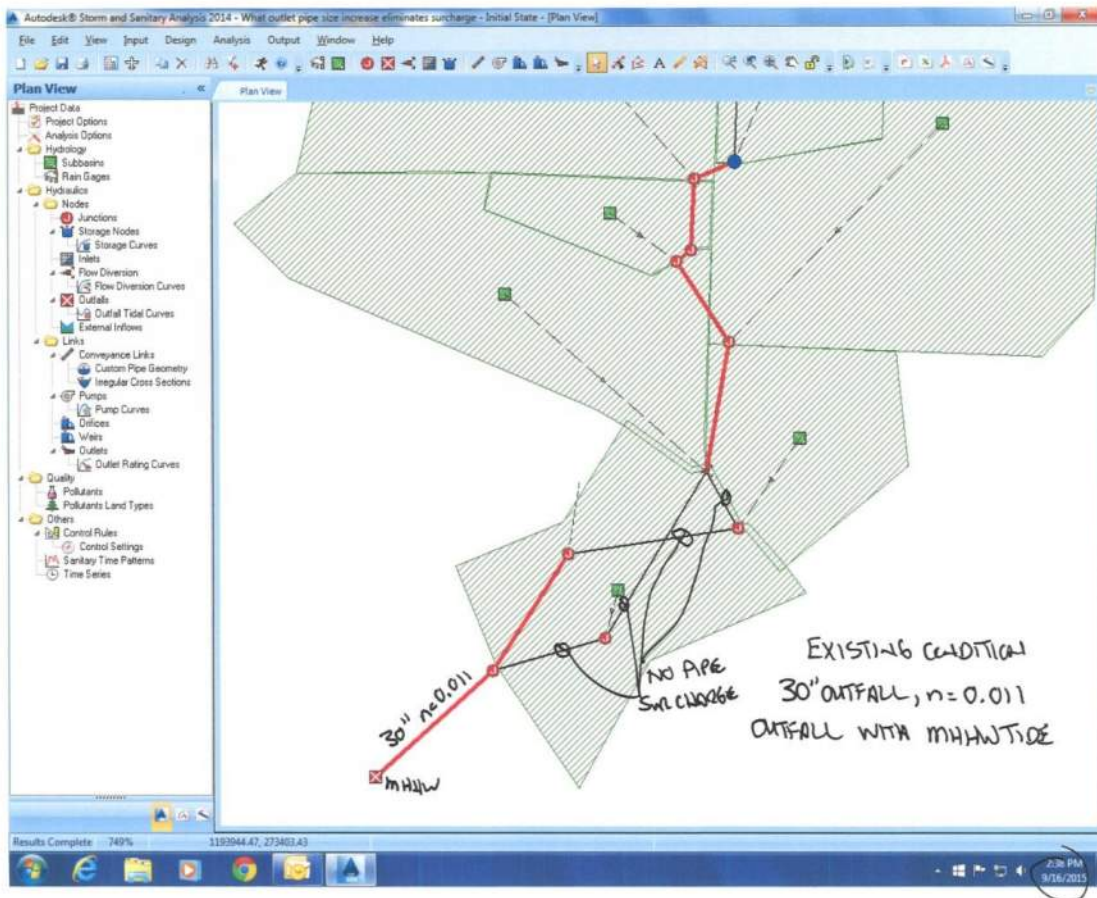 Autodesk® Storm and Sanitary Analysis 2014 - What outlet pipe size increase eliminates surcharge - Initial State - [Plan View]
File Edit View Input Design Analysis Output Window Help
Plan View
Plan View
Project Data
Project Options
Analysis Options
Hydrology
Subbasins
Rain Gages
Hydraulics
Nodes
Junctions
Storage Nodes
Storage Curves
Inlets
Flow Diversion
Flow Diversion Curves
Outfalls
Outfall Tidal Curves
External Inflows
Links
Conveyance Links
Custom Pipe Geometry
Irregular Cross Sections
Pumps
Pump Curves
Orifices
Weirs
Outlets
Outlet Rating Curves
Quality
Pollutants
Pollutants Land Types
Others
Control Rules
Control Settings
Sanitary Time Patterns
Time Series
30" n=0.011
MHHW
NO PIPE
SURCHARGE
EXISTING CONDITION
30" OUTFALL, n=0.011
OUTFALL WITH MHHW TIDE
Results Complete 749% 1193944.47, 273403.43
2:38 PM
9/16/2015